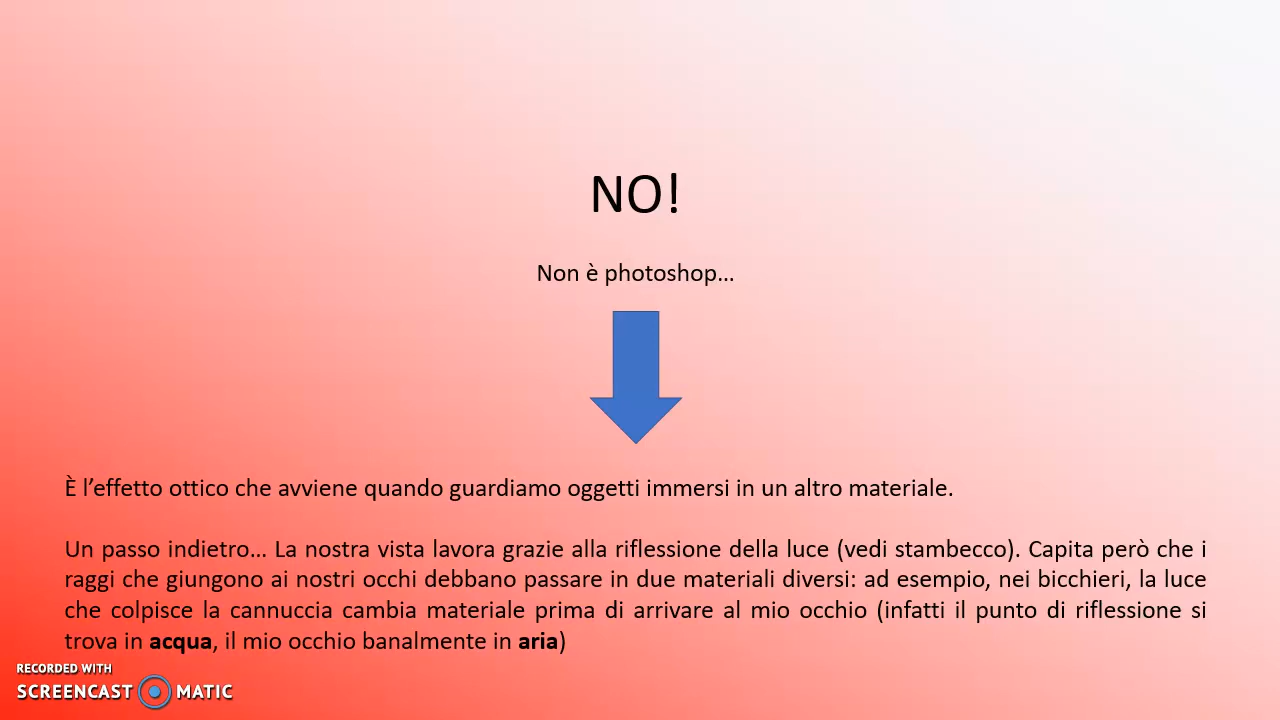 NO!
Non è photoshop...
È l’effetto ottico che avviene quando guardiamo oggetti immersi in un altro materiale.
Un passo indietro... La nostra vista lavora grazie alla riflessione della luce (vedi stambecco). Capita però che i
raggi che giungono ai nostri occhi debbano passare in due materiali diversi: ad esempio, nei bicchieri, la luce
che colpisce la cannuccia cambia materiale prima di arrivare al mio occhio (infatti il punto di riflessione si
trova in acqua, il mio occhio banalmente in aria)
RECORDED WITH
SCREENCAST MATIC